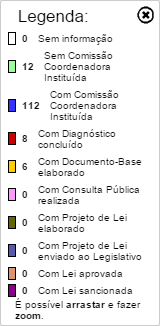 Legenda:
0 Sem informação
Sem Comissão
12 Coordenadora
Instituída
Com Comissão
112 Coordenadora
Instituída
8 Com Diagnóstico
concluído
6 Com Documento-Base
elaborado
0 Com Consulta Pública
realizada
0 Com Projeto de Lei
elaborado
0 Com Projeto de Lei
enviado ao Legislativo
0 Com Lei aprovada
0 Com Lei sancionada
É possível arrastar e fazer
zoom.